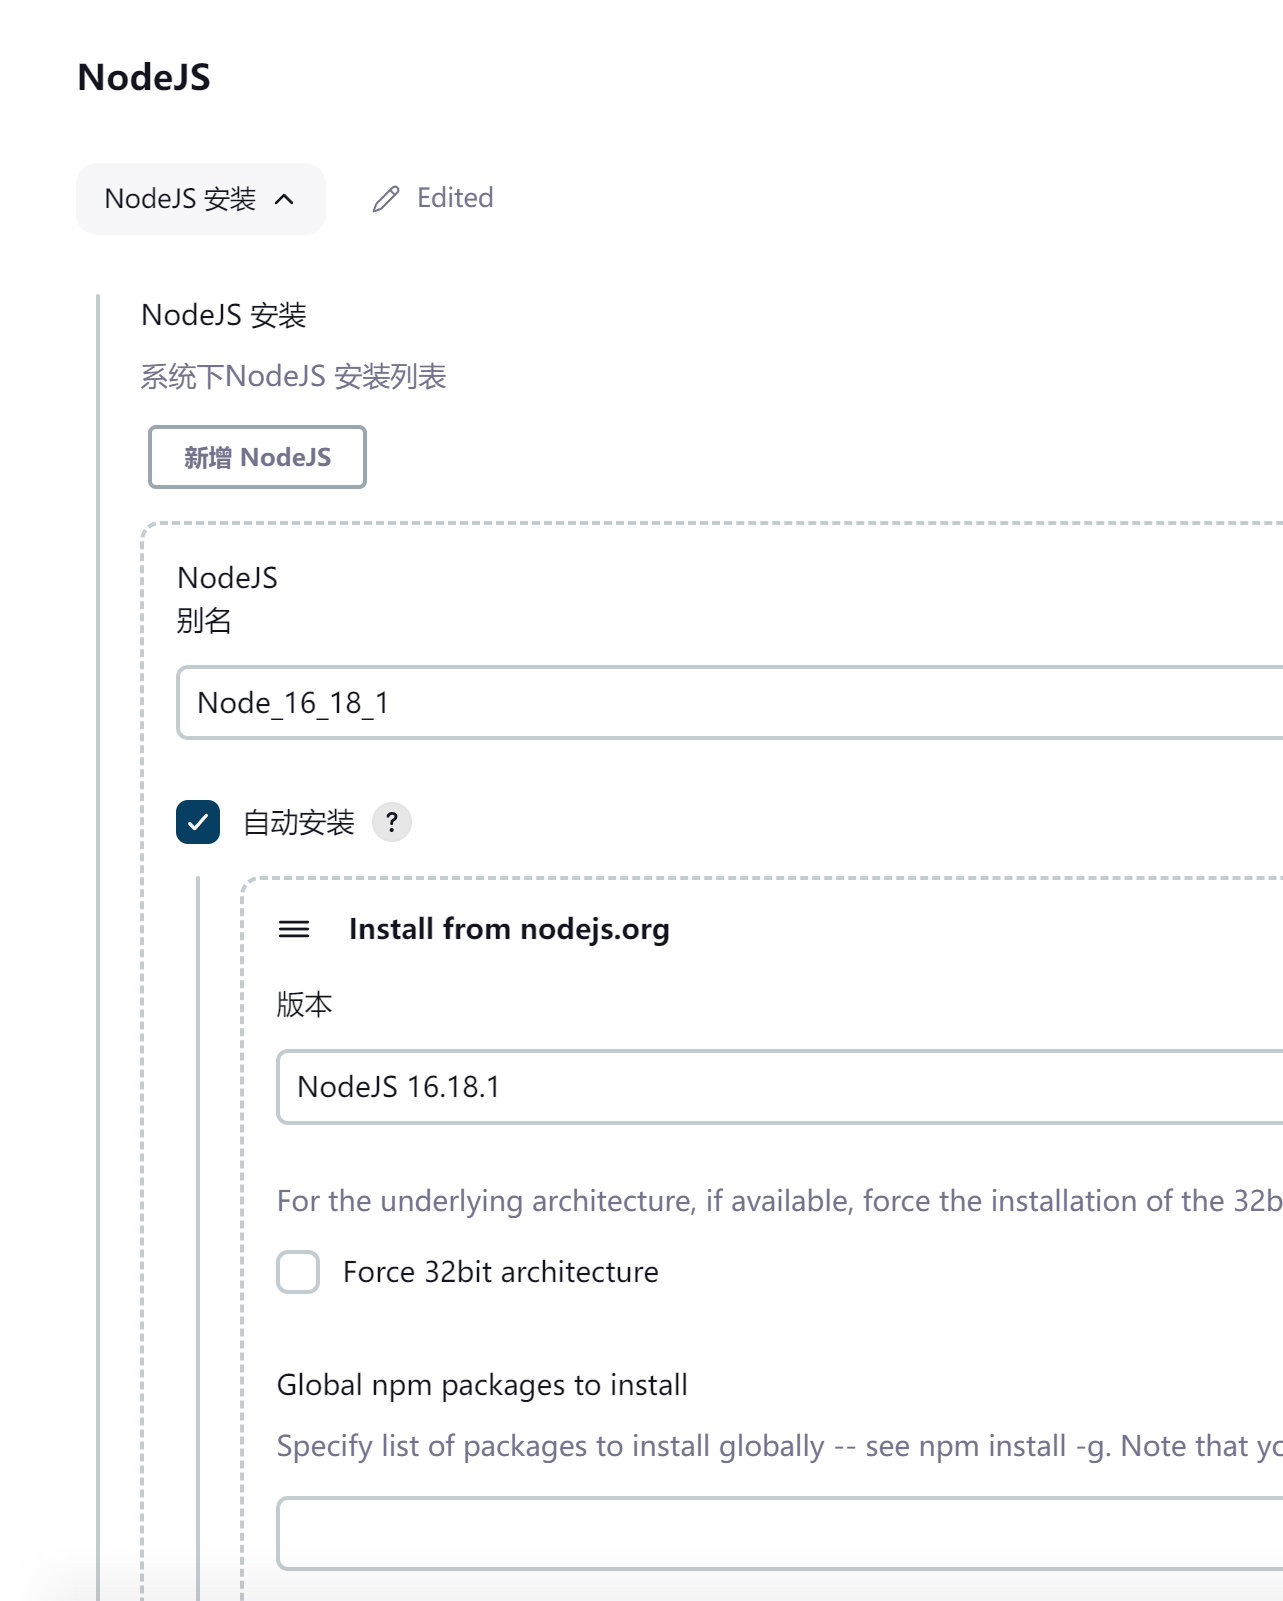 NodeJS
NodeJS 安装
Edited
NodeJS 安装
系统下NodeJS 安装列表
新增 NodeJS
NodeJS
别名
Node_16_18_1
自动安装 ?
Install from nodejs.org
版本
NodeJS 16.18.1
For the underlying architecture, if available, force the installation of the 32b
Force 32bit architecture
Global npm packages to install
Specify list of packages to install globally -- see npm install -g. Note that yo